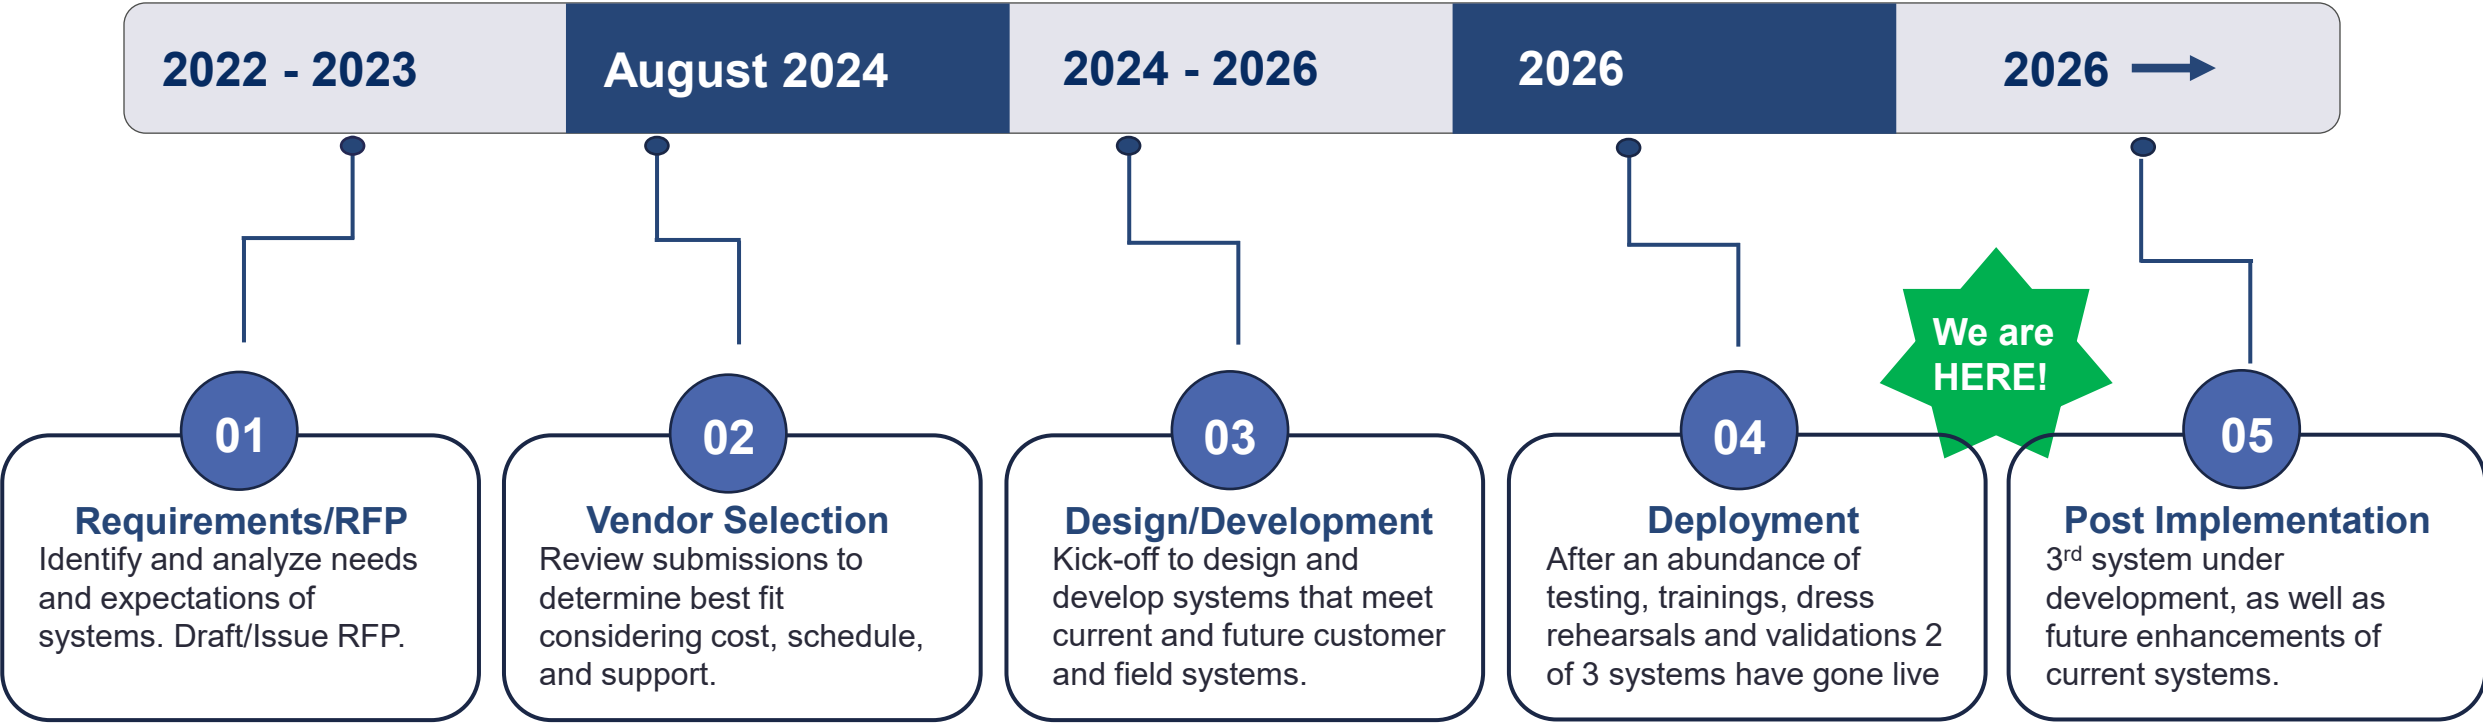 2022 - 2023
August 2024
2024 - 2026
2026
2026
We are
HERE!
01
Requirements/RFP
Identify and analyze needs
and expectations of
systems. Draft/Issue RFP.
02
Vendor Selection
Review submissions to
determine best fit
considering cost, schedule,
and support.
03
Design/Development
Kick-off to design and
develop systems that meet
current and future customer
and field systems.
04
Deployment
After an abundance of
testing, trainings, dress
rehearsals and validations 2
of 3 systems have gone live
05
Post Implementation
3rd system under
development, as well as
future enhancements of
current systems.